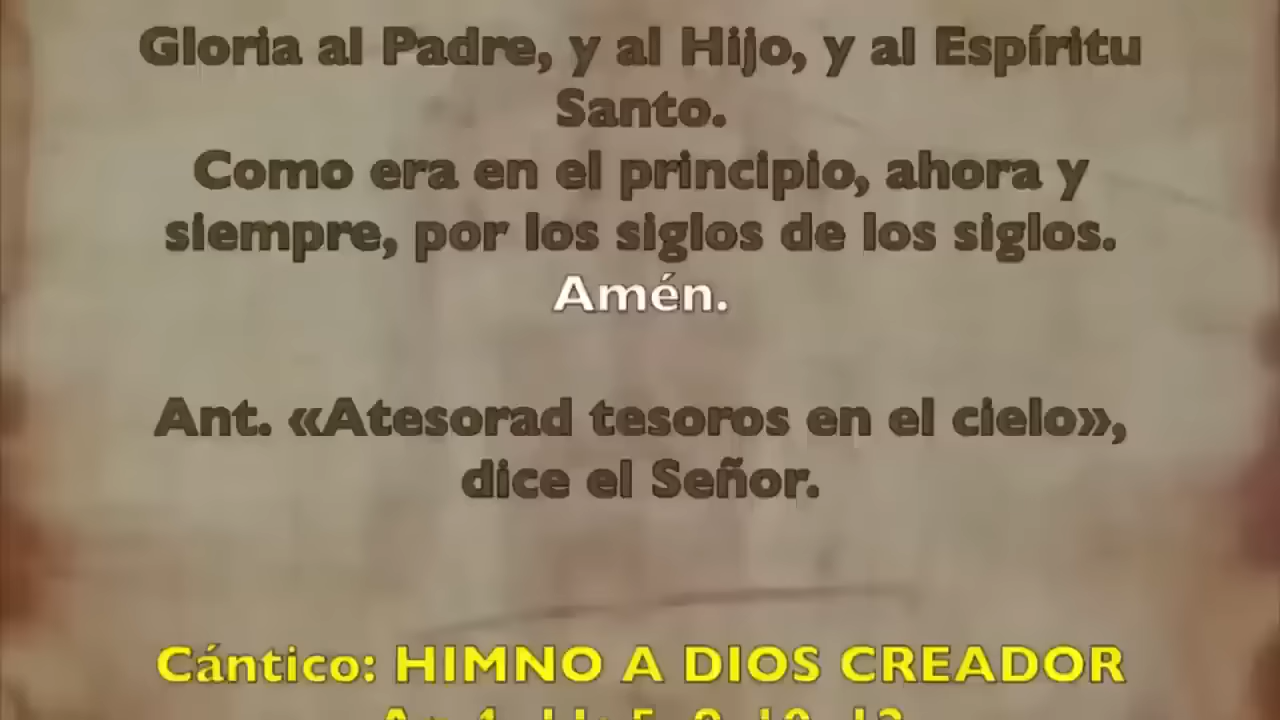 Gloria al Padre, y al Hijo, y al Espíritu
Santo.
Como era en el principio, ahora y
siempre, por los siglos de los siglos.
Amén.
Ant. «Atesorad tesoros en el cielo»,
dice el Señor.
Cántico: HIMNO A DIOS CREADOR